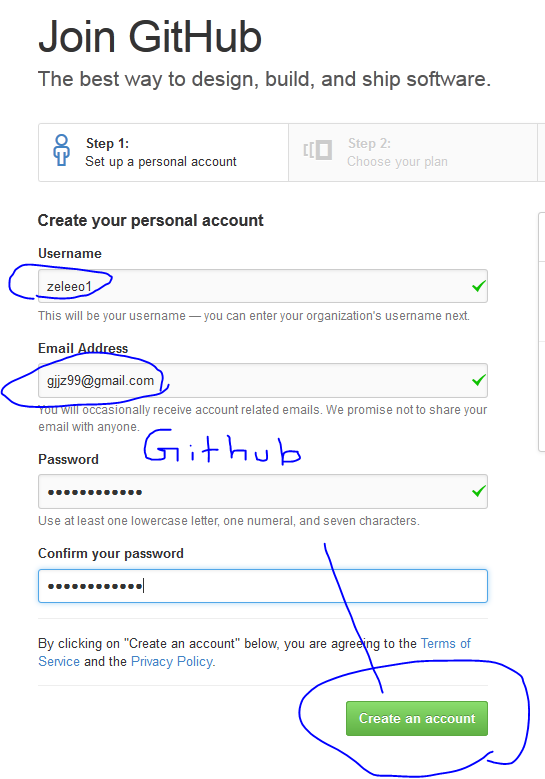 Join GitHub
The best way to design, build, and ship software.
Step 1:
Set up a personal account
Step 2:
Choose your plan
Create your personal account
Username
zeleeo1
This will be your username — you can enter your organization's username next.
Email Address
gjjz99@gmail.com
You will occasionally receive account related emails. We promise not to share your
email with anyone.
Github
Password
••••••••••••
Use at least one lowercase letter, one numeral, and seven characters.
Confirm your password
••••••••••••
By clicking on "Create an account" below, you are agreeing to the Terms of
Service and the Privacy Policy.
Create an account